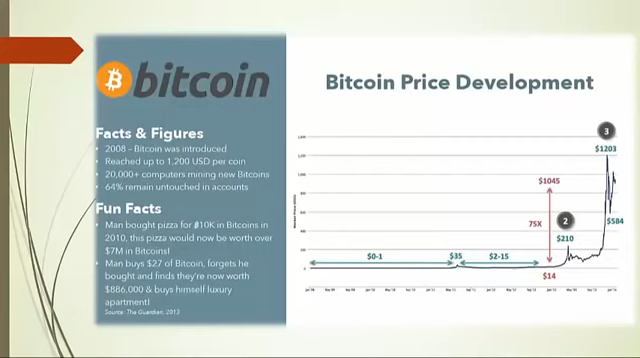 bitcoin
Bitcoin Price Development
Facts & Figures
• 2008 – Bitcoin was introduced
• Reached up to 1,200 USD per coin
• 20,000+ computers mining new Bitcoins
• 64% remain untouched in accounts
Fun Facts
• Man bought pizza for ฿10K in Bitcoins in
2010, this pizza would now be worth over
$7M in Bitcoins!
• Man buys $27 of Bitcoin, forgets he
bought and finds they're now worth
$886,000 & buys himself luxury
apartment!
Source: The Guardian, 2013
3
$1203
$1045
2
75X
$584
$210
$0-1
$35
$2-15
$14